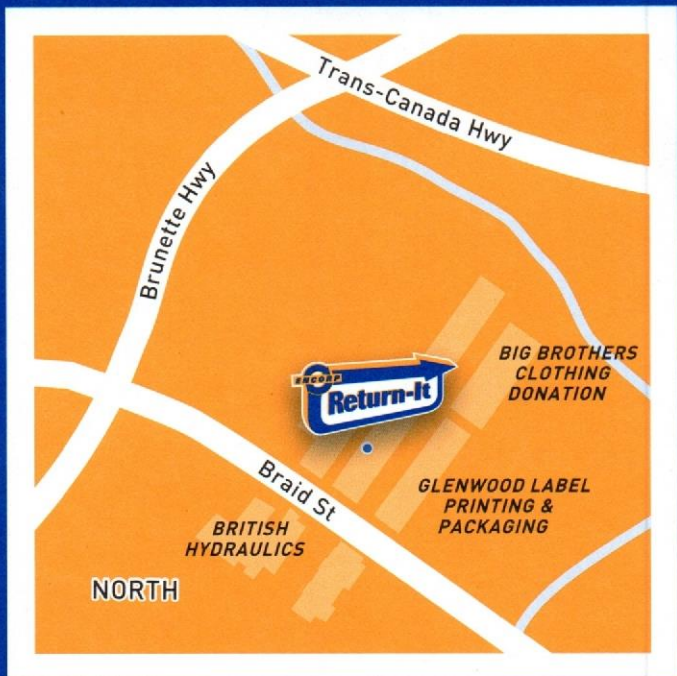 Trans-Canada Hwy
Brunette Hwy
BIG BROTHERS
CLOTHING
DONATION
ENCORP
Return-It
Braid St
GLENWOOD LABEL
PRINTING &
PACKAGING
BRITISH
HYDRAULICS
NORTH